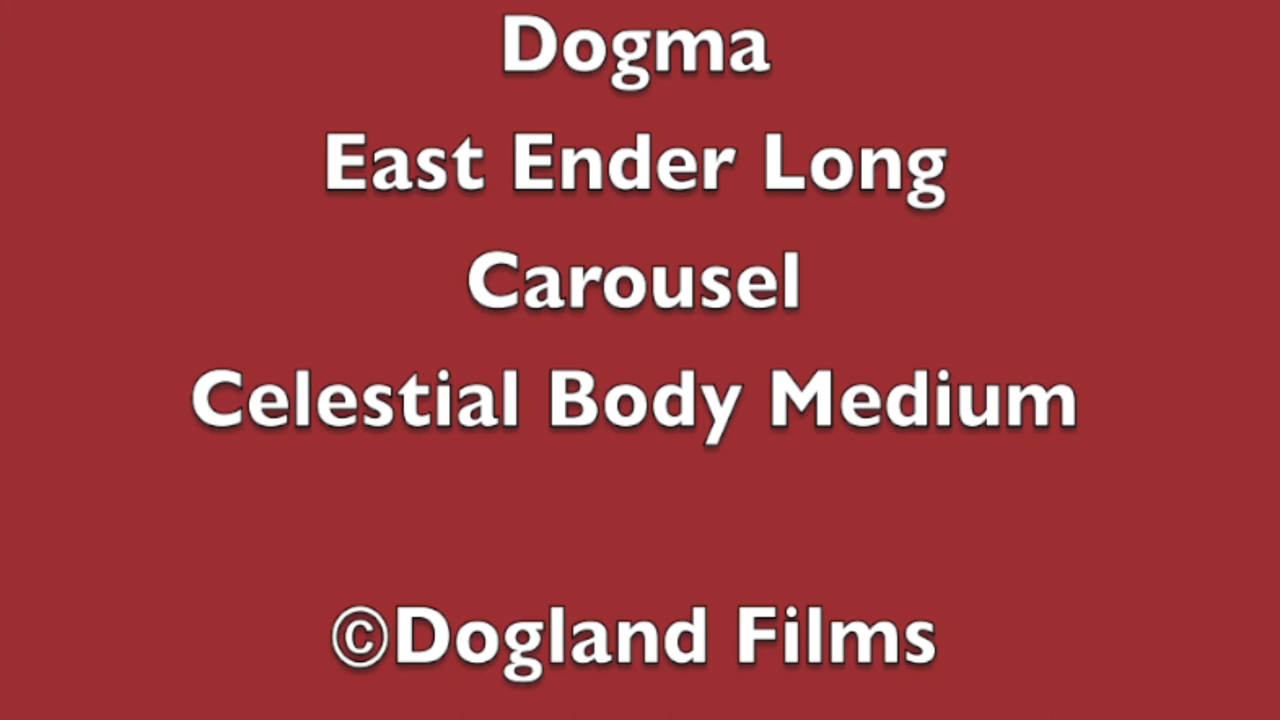 Dogma
East Ender Long
Carousel
Celestial Body Medium
©Dogland Films